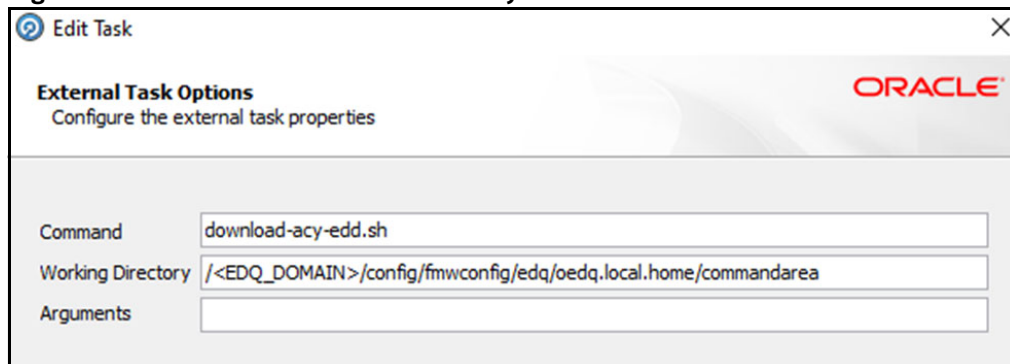 Edit Task
External Task Options
Configure the external task properties
ORACLE
Command download-acy-edd.sh
Working Directory /<EDQ_DOMAIN>/config/fmwconfig/edq/oedq.local.home/commandarea
Arguments